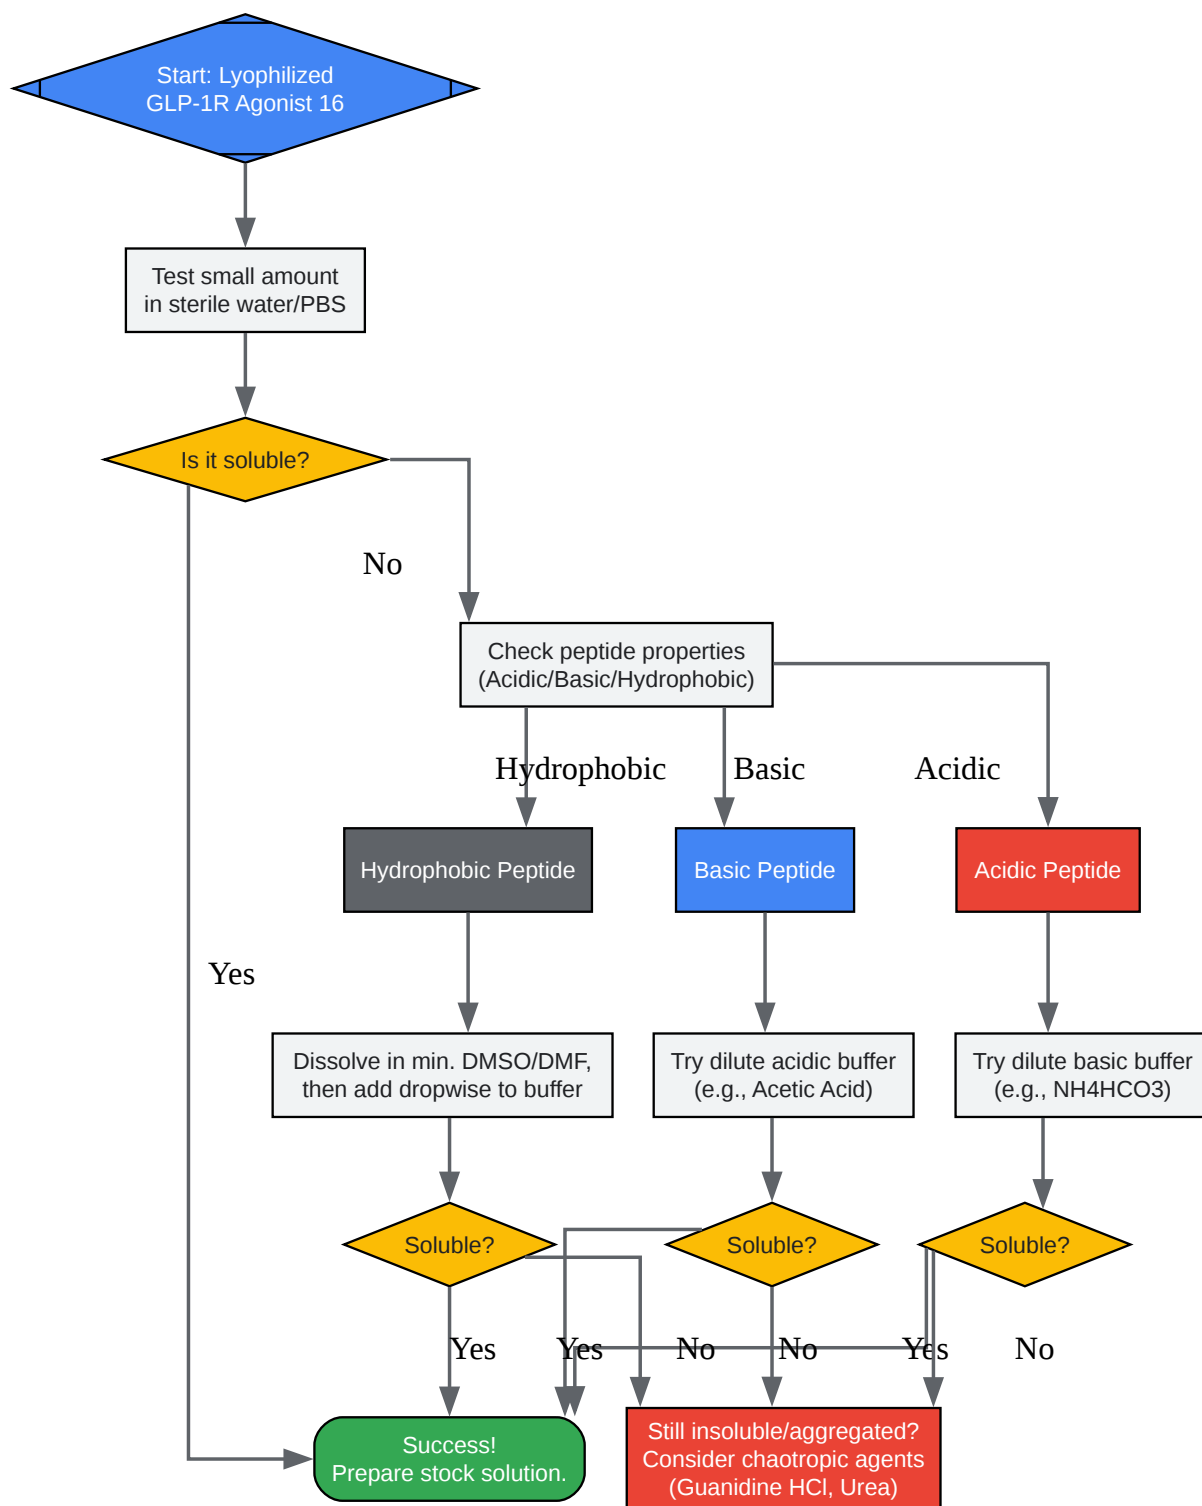 Start: Lyophilized
GLP-1R Agonist 16
Test small amount
in sterile water/PBS
Is it soluble?
No
Check peptide properties
(Acidic/Basic/Hydrophobic)
Hydrophobic
Basic
Acidic
Hydrophobic Peptide
Basic Peptide
Acidic Peptide
Yes
Dissolve in min. DMSO/DMF,
then add dropwise to buffer
Try dilute acidic buffer
(e.g., Acetic Acid)
Try dilute basic buffer
(e.g., NH4HCO3)
Soluble?
Soluble?
Soluble?
Yes
Yes
No
No
Yes
No
Success!
Prepare stock solution.
Still insoluble/aggregated?
Consider chaotropic agents
(Guanidine HCl, Urea)